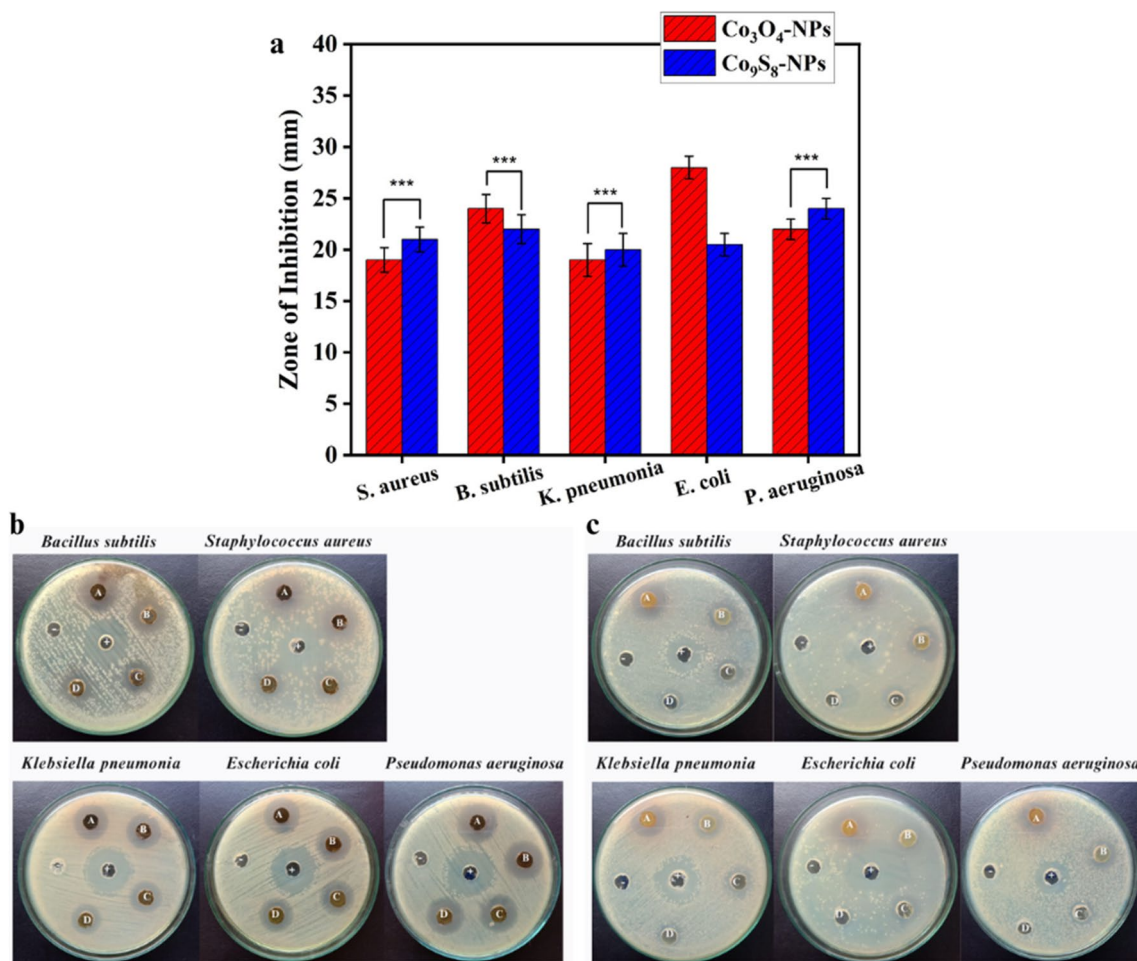 a
Co₃O₄-NPs
Co₉S₈-NPs
Zone of Inhibition (mm)
40
35
30
25
20
15
10
5
0
*** *** *** ***
S. aureus B. subtilis K. pneumonia E. coli P. aeruginosa
b
Bacillus subtilis Staphylococcus aureus
A B C D + -
A B C D + -
Klebsiella pneumonia Escherichia coli Pseudomonas aeruginosa
A B C D +
A B C D + -
A B C D + -
c
Bacillus subtilis Staphylococcus aureus
A B C D + -
A B C D + -
Klebsiella pneumonia Escherichia coli Pseudomonas aeruginosa
A B C D + -
A B C D + -
A B C D + -